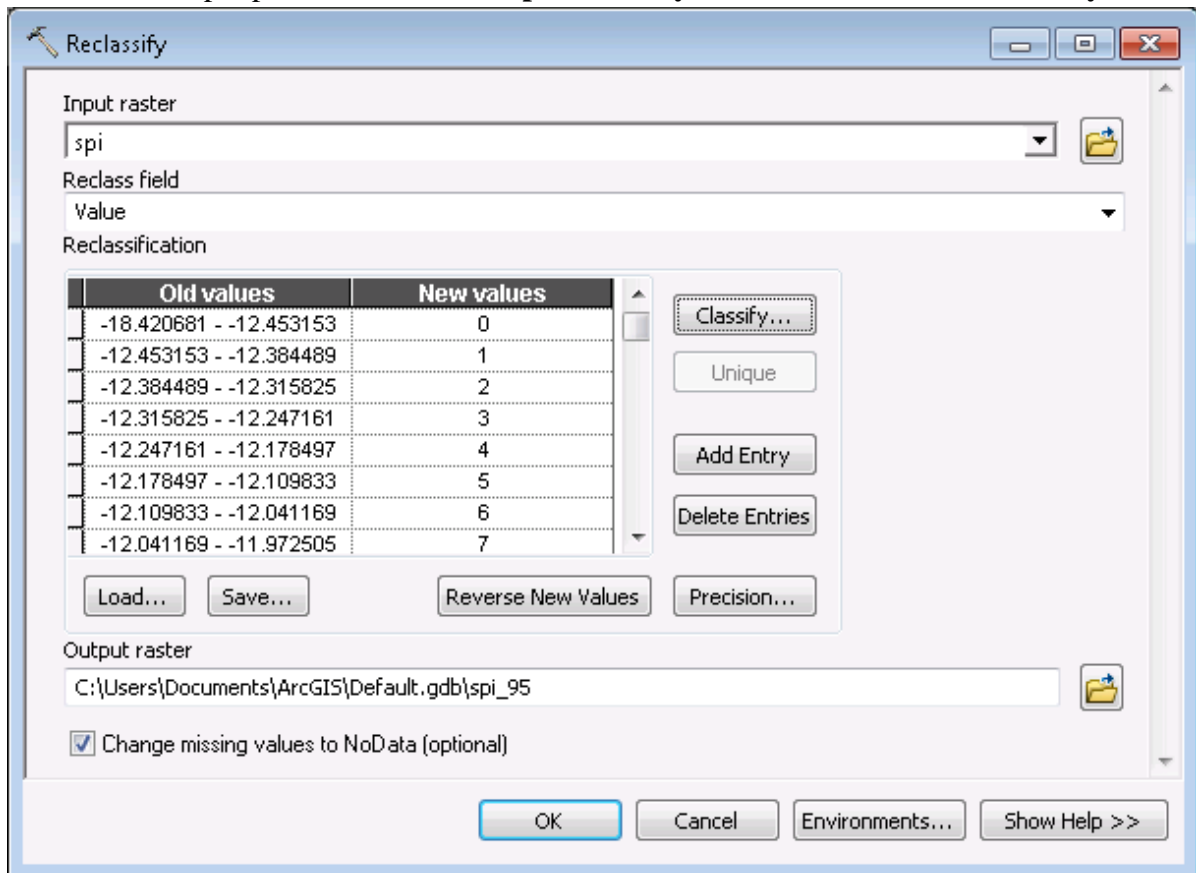 Reclassify
Input raster
spi
Reclass field
Value
Reclassification
Old values New values
-18.420681 - -12.453153 0
-12.453153 - -12.384489 1
-12.384489 - -12.315825 2
-12.315825 - -12.247161 3
-12.247161 - -12.178497 4
-12.178497 - -12.109833 5
-12.109833 - -12.041169 6
-12.041169 - -11.972505 7
Classify...
Unique
Add Entry
Delete Entries
Load... Save... Reverse New Values Precision...
Output raster
C:\Users\Documents\ArcGIS\Default.gdb\spi_95
Change missing values to NoData (optional)
OK Cancel Environments... Show Help >>